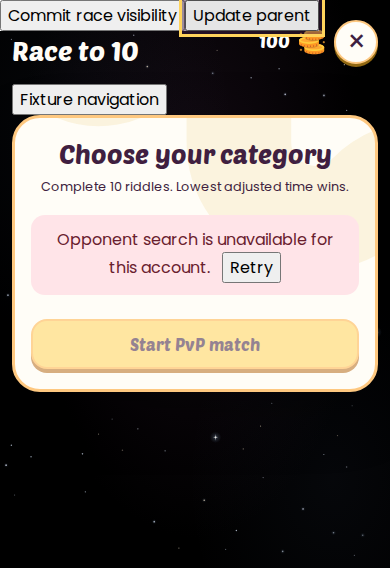 Commit race visibility Update parent
Race to 10 100 ×
Fixture navigation
Choose your category
Complete 10 riddles. Lowest adjusted time wins.
Opponent search is unavailable for
this account. Retry
Start PvP match